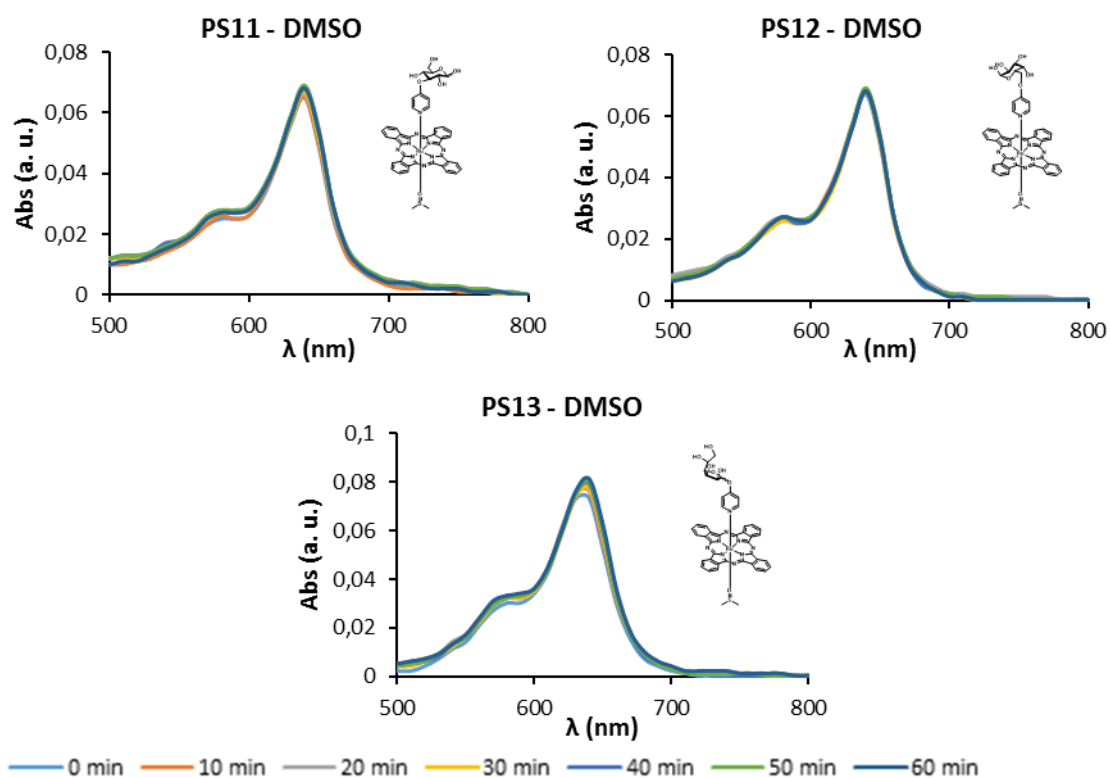 PS11 - DMSO
0,08
0,06
0,04
0,02
0
Abs (a. u.)
500 600 700 800
λ (nm)
PS12 - DMSO
0,08
0,06
0,04
0,02
0
Abs (a. u.)
500 600 700 800
λ (nm)
PS13 - DMSO
0,1
0,08
0,06
0,04
0,02
0
Abs (a. u.)
500 600 700 800
λ (nm)
0 min 10 min 20 min 30 min 40 min 50 min 60 min